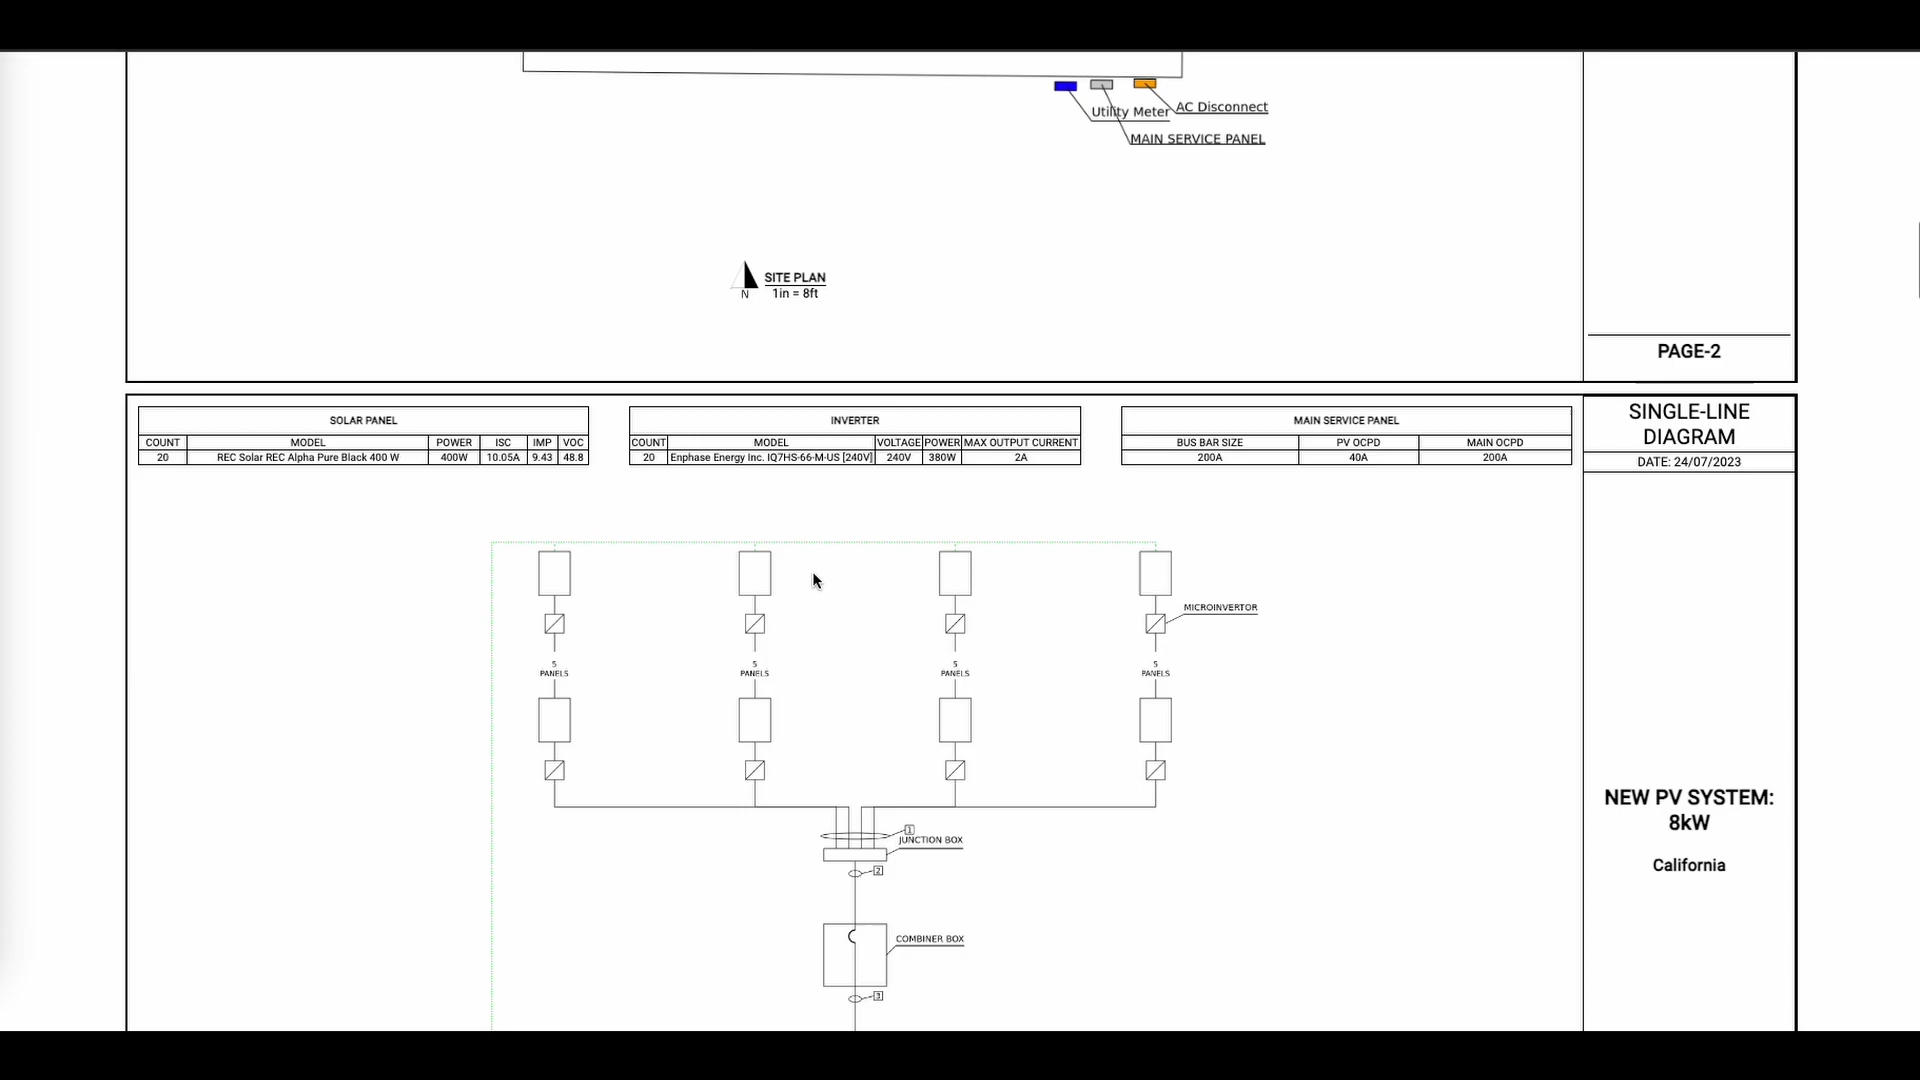 Utility Meter
AC Disconnect
MAIN SERVICE PANEL
N
SITE PLAN
1in = 8ft
PAGE-2
SOLAR PANEL
COUNT MODEL POWER ISC IMP VOC
20 REC Solar REC Alpha Pure Black 400 W 400W 10.05A 9.43 48.8
INVERTER
COUNT MODEL VOLTAGE POWER MAX OUTPUT CURRENT
20 Enphase Energy Inc. IQ7HS-66-M-US [240V] 240V 380W 2A
MAIN SERVICE PANEL
BUS BAR SIZE PV OCPD MAIN OCPD
200A 40A 200A
SINGLE-LINE
DIAGRAM
DATE: 24/07/2023
MICROINVERTOR
5
PANELS
5
PANELS
5
PANELS
5
PANELS
1
JUNCTION BOX
2
COMBINER BOX
3
NEW PV SYSTEM:
8kW
California